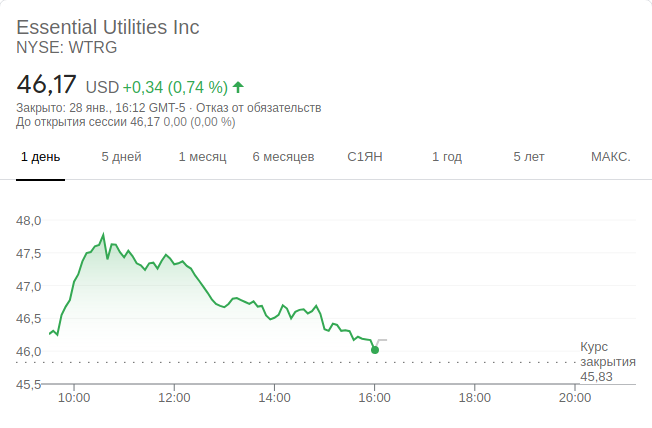 Essential Utilities Inc
NYSE: WTRG
46,17 USD +0,34 (0,74 %)
Закрыто: 28 янв., 16:12 GMT-5 · Отказ от обязательств
До открытия сессии 46,17 0,00 (0,00 %)
1 день 5 дней 1 месяц 6 месяцев С1ЯН 1 год 5 лет МАКС.
48,0
47,5
47,0
46,5
46,0
Курс
закрытия
45,83
45,5
10:00 12:00 14:00 16:00 18:00 20:00